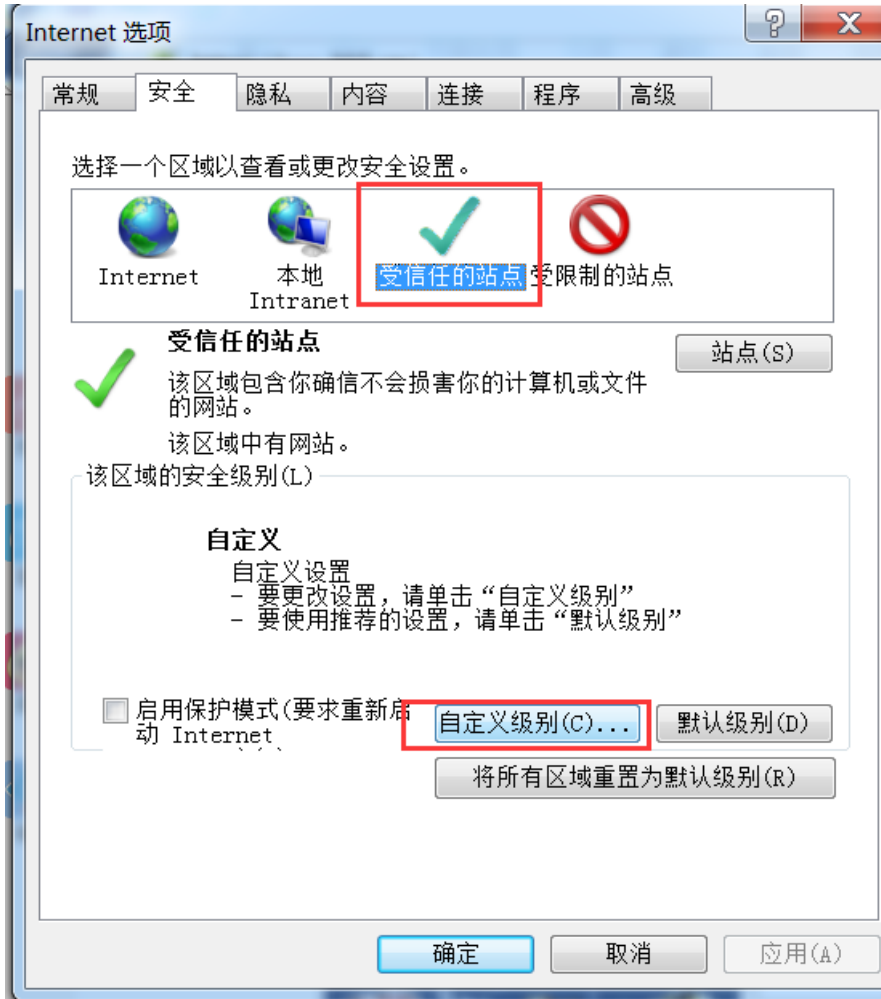 Internet 选项
常规 安全 隐私 内容 连接 程序 高级
选择一个区域以查看或更改安全设置。
Internet 本地 受信任的站点 受限制的站点
Intranet
受信任的站点
站点(S)
该区域包含你确信不会损害你的计算机或文件
的网站。
该区域中有网站。
该区域的安全级别(L)
自定义
自定义设置
- 要更改设置，请单击“自定义级别”
- 要使用推荐的设置，请单击“默认级别”
启用保护模式(要求重新启
动 Internet
自定义级别(C)... 默认级别(D)
将所有区域重置为默认级别(R)
确定 取消 应用(A)